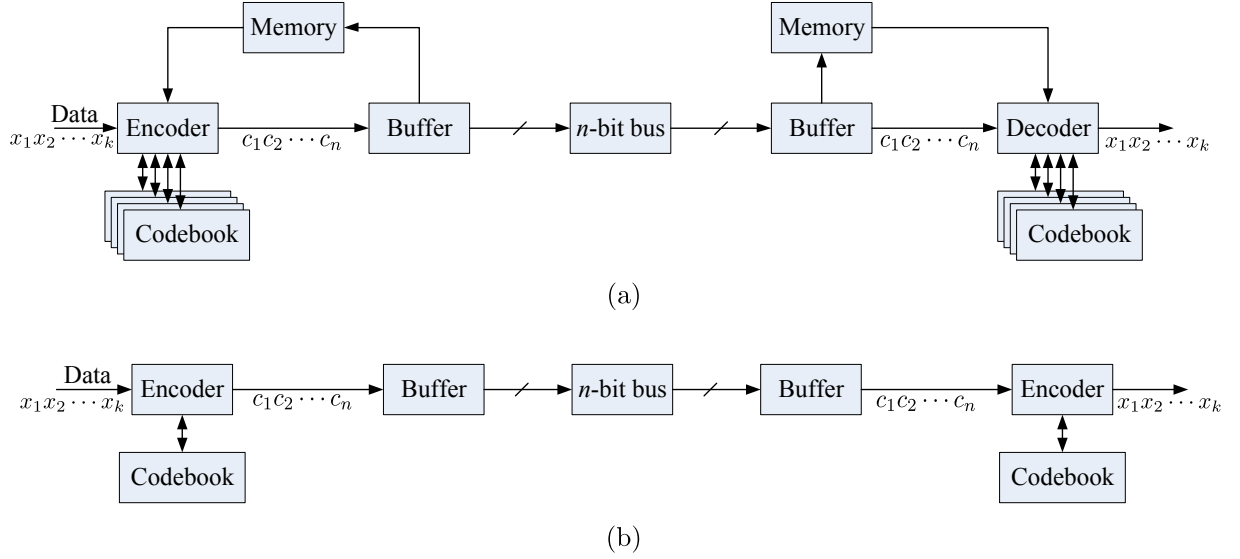 Memory
Memory
Data
x₁x₂⋯xₖ
Encoder
c₁c₂⋯cₙ
Buffer
n-bit bus
Buffer
c₁c₂⋯cₙ
Decoder
x₁x₂⋯xₖ
Codebook
Codebook
(a)
Data
x₁x₂⋯xₖ
Encoder
c₁c₂⋯cₙ
Buffer
n-bit bus
Buffer
c₁c₂⋯cₙ
Encoder
x₁x₂⋯xₖ
Codebook
Codebook
(b)